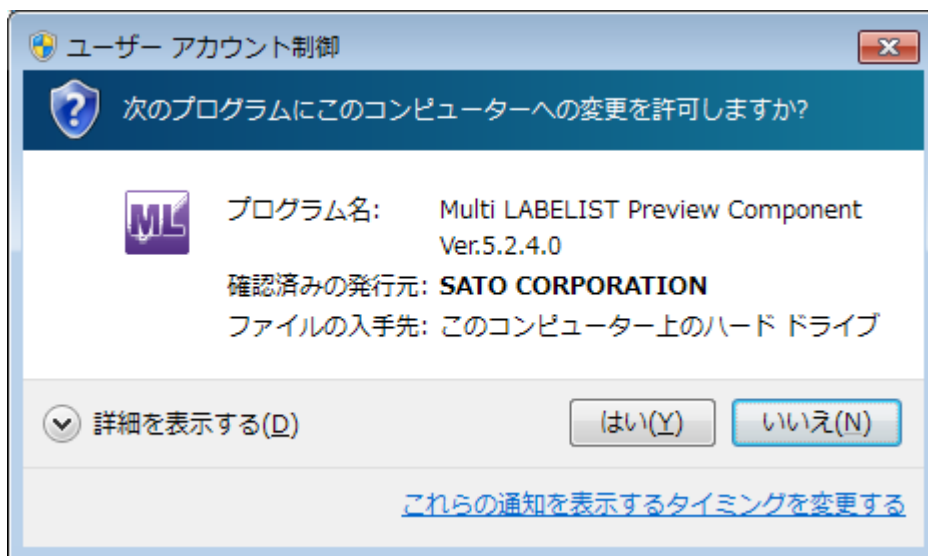 ユーザー アカウント制御
次のプログラムにこのコンピューターへの変更を許可しますか?
ML
プログラム名: Multi LABELIST Preview Component
Ver.5.2.4.0
確認済みの発行元: SATO CORPORATION
ファイルの入手先: このコンピューター上のハード ドライブ
詳細を表示する(D)
はい(Y)
いいえ(N)
これらの通知を表示するタイミングを変更する